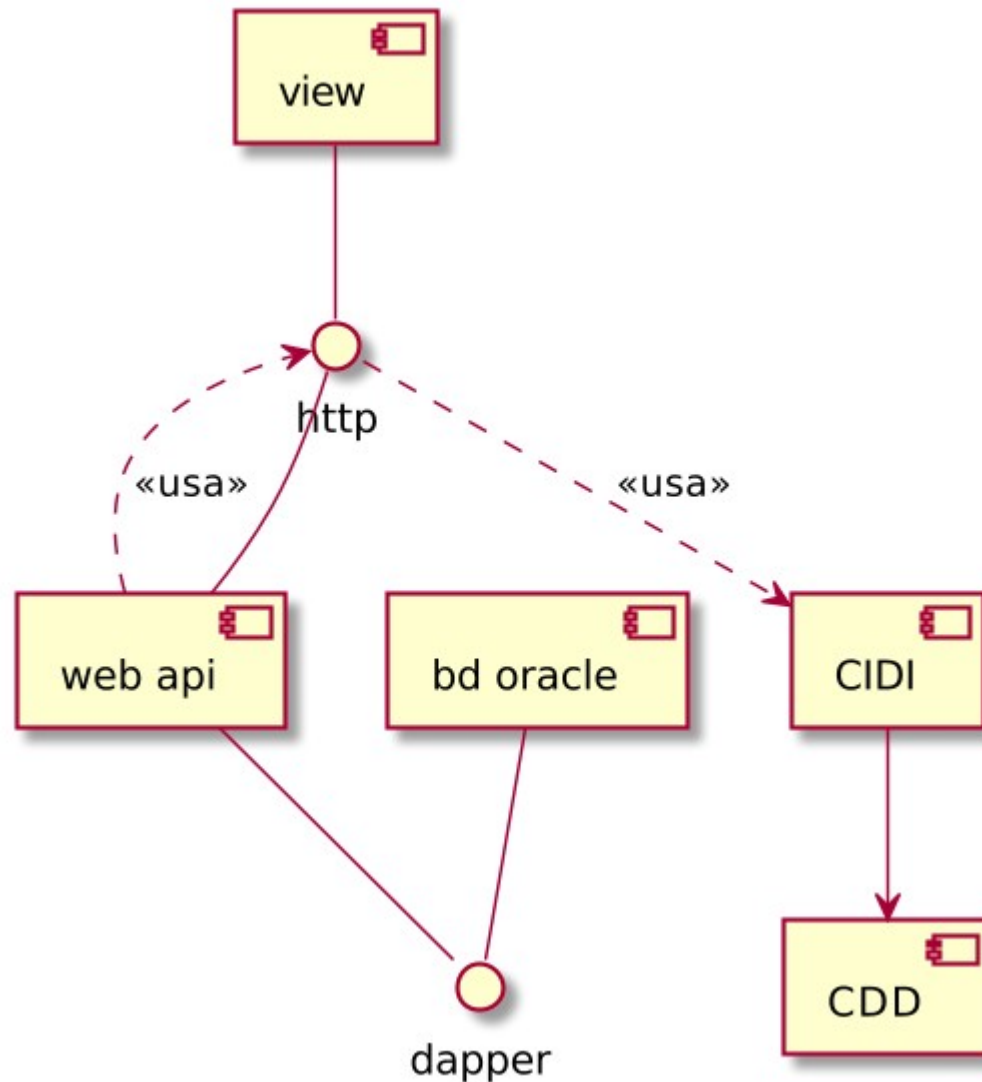 view
http
«usa»
«usa»
web api
bd oracle
CIDI
CDD
dapper